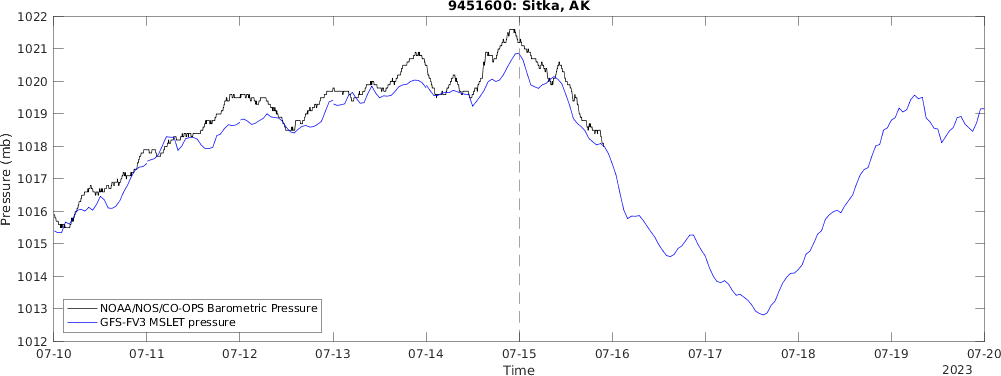 9451600: Sitka, AK
Pressure (mb)
1022
1021
1020
1019
1018
1017
1016
1015
1014
1013
1012
NOAA/NOS/CO-OPS Barometric Pressure
GFS-FV3 MSLET pressure
07-10 07-11 07-12 07-13 07-14 07-15 07-16 07-17 07-18 07-19 07-20
Time
2023